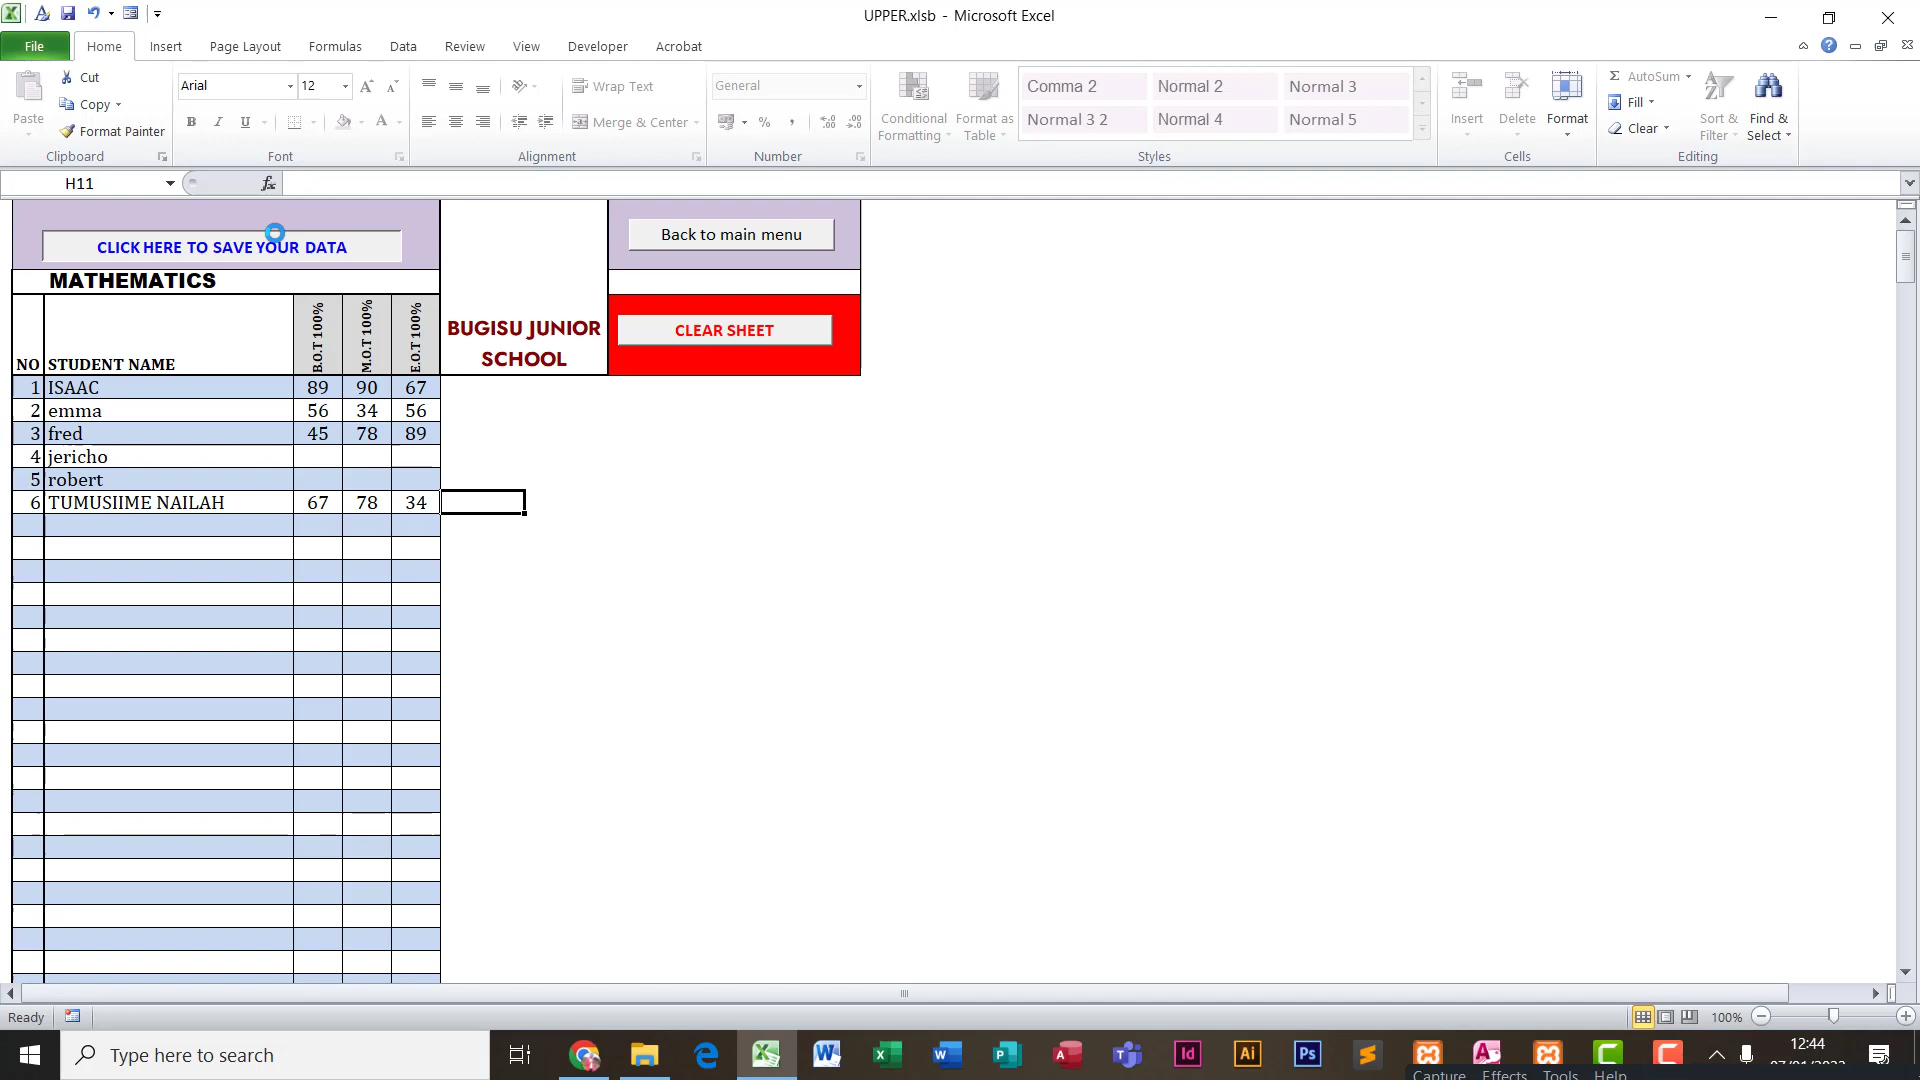 UPPER.xlsb - Microsoft Excel
File Home Insert Page Layout Formulas Data Review View Developer Acrobat
Paste
Cut
Copy
Format Painter
Clipboard
Arial 12
B I U A
Font
Wrap Text
Merge & Center
Alignment
General
% ,
Number
Conditional
Formatting
Format as
Table
Comma 2 Normal 2 Normal 3
Normal 3 2 Normal 4 Normal 5
Styles
Insert Delete Format
Cells
Σ AutoSum
Fill
Clear
Sort &
Filter
Find &
Select
Editing
H11 fx
CLICK HERE TO SAVE YOUR DATA
Back to main menu
MATHEMATICS
NO STUDENT NAME B.O.T 100% M.O.T 100% E.O.T 100%
BUGISU JUNIOR
SCHOOL
CLEAR SHEET
1 ISAAC 89 90 67
2 emma 56 34 56
3 fred 45 78 89
4 jericho
5 robert
6 TUMUSIIME NAILAH 67 78 34
Ready 100%
Type here to search
12:44
Capture Effects Tools Help